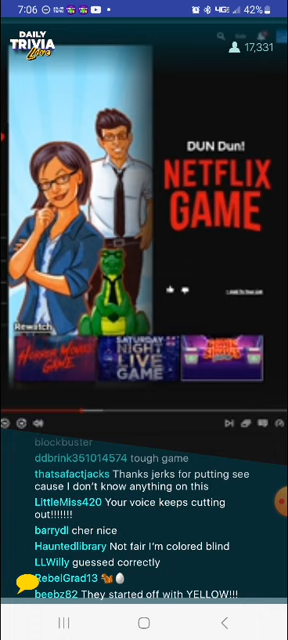 7:06
4G
42%
DAILY
TRIVIA
17,331
DUN Dun!
NETFLIX
GAME
Rewatch
HORROR MOVIE
GAME
SATURDAY
NIGHT
LIVE
GAME
blockbuster
ddbrink351014574 tough game
thatsafactjacks Thanks jerks for putting see
cause I don't know anything on this
LittleMiss420 Your voice keeps cutting
out!!!!!!!
barrydl cher nice
Hauntedlibrary Not fair I'm colored blind
LLWilly guessed correctly
RebelGrad13
beebz82 They started off with YELLOW!!!